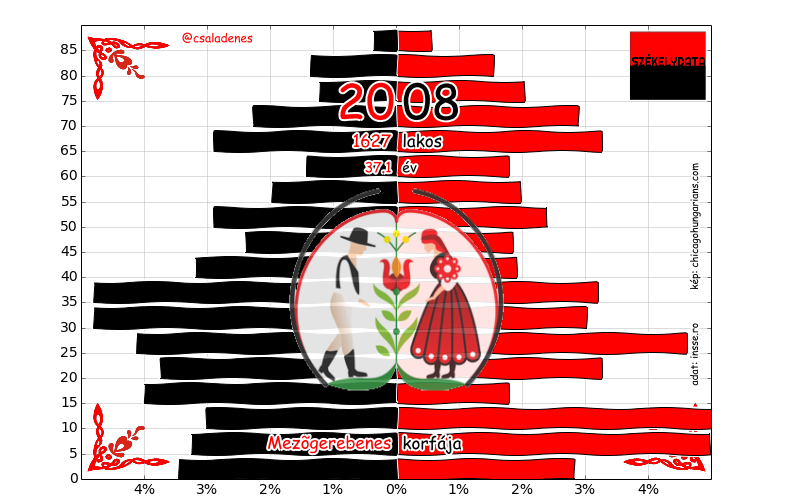 @csaladenes
SZÉKELYDATA
2008
1627 lakos
37.1 év
kép: chicagohungarians.com
adat: insse.ro
Mezőgerebenes korfája
85
80
75
70
65
60
55
50
45
40
35
30
25
20
15
10
5
0
4% 3% 2% 1% 0% 1% 2% 3% 4%